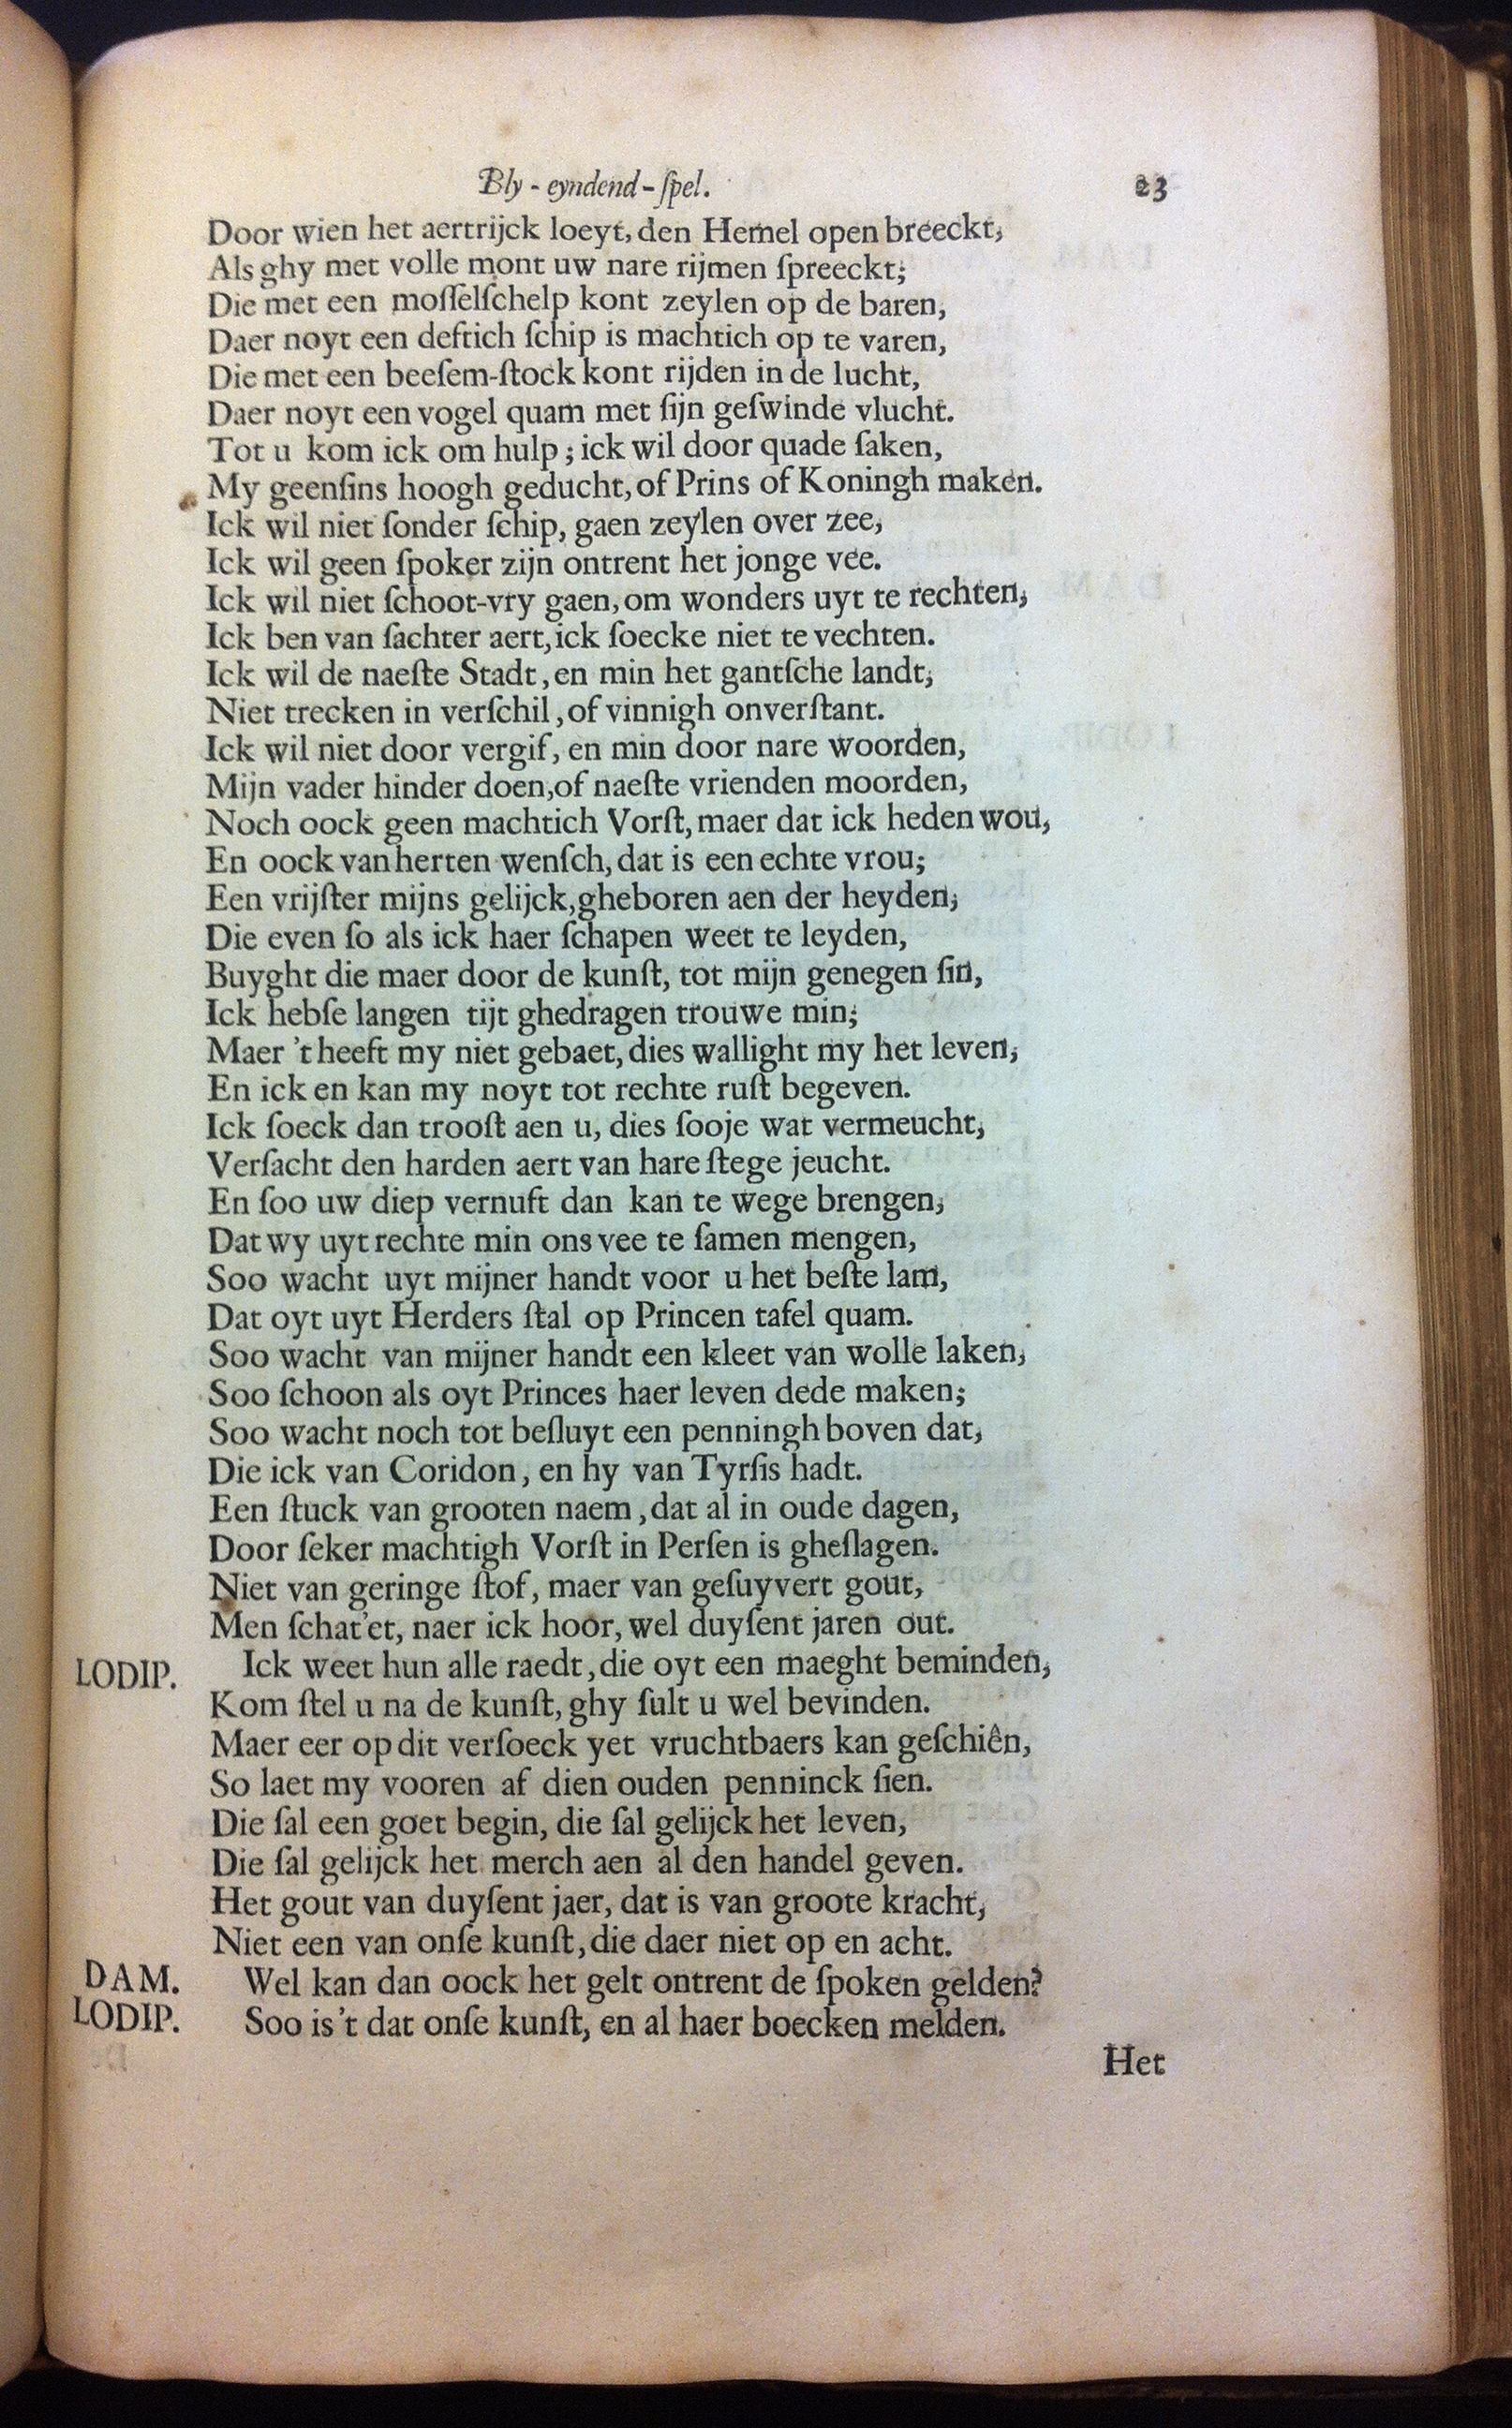 Bly-eyndend-ſpel. 23
Door wien het aertrijck loeyt, den Hemel open breeckt,
Als ghy met volle mont uw nare rijmen ſpreeckt;
Die met een moſſelſchelp kont zeylen op de baren,
Daer noyt een deftich ſchip is machtich op te varen,
Die met een beeſem-ſtock kont rijden in de lucht,
Daer noyt een vogel quam met ſijn geſwinde vlucht.
Tot u kom ick om hulp; ick wil door quade ſaken,
My geenſins hoogh geducht, of Prins of Koningh maken.
Ick wil niet ſonder ſchip, gaen zeylen over zee,
Ick wil geen ſpoker zijn ontrent het jonge vee.
Ick wil niet ſchoot-vry gaen, om wonders uyt te rechten,
Ick ben van ſachter aert, ick ſoecke niet te vechten.
Ick wil de naeſte Stadt, en min het gantſche landt,
Niet trecken in verſchil, of vinnigh onverſtant.
Ick wil niet door vergif, en min door nare woorden,
Mijn vader hinder doen, of naeſte vrienden moorden,
Noch oock geen machtich Vorſt, maer dat ick heden wou,
En oock van herten wenſch, dat is een echte vrou;
Een vrijſter mijns gelijck, gheboren aen der heyden,
Die even ſo als ick haer ſchapen weet te leyden,
Buyght die maer door de kunſt, tot mijn genegen ſin,
Ick hebſe langen tijt ghedragen trouwe min;
Maer 't heeft my niet gebaet, dies wallight my het leven,
En ick en kan my noyt tot rechte ruſt begeven.
Ick ſoeck dan trooſt aen u, dies ſooje wat vermeucht,
Verſacht den harden aert van hare ſtege jeucht.
En ſoo uw diep vernuft dan kan te wege brengen,
Dat wy uyt rechte min ons vee te ſamen mengen,
Soo wacht uyt mijner handt voor u het beſte lam,
Dat oyt uyt Herders ſtal op Princen tafel quam.
Soo wacht van mijner handt een kleet van wolle laken,
Soo ſchoon als oyt Princes haer leven dede maken;
Soo wacht noch tot beſluyt een penningh boven dat,
Die ick van Coridon, en hy van Tyrſis hadt.
Een ſtuck van grooten naem, dat al in oude dagen,
Door ſeker machtigh Vorſt in Perſen is gheſlagen.
Niet van geringe ſtof, maer van geſuyvert gout,
Men ſchat'et, naer ick hoor, wel duyſent jaren out.
LODIP. Ick weet hun alle raedt, die oyt een maeght beminden,
Kom ſtel u na de kunſt, ghy ſult u wel bevinden.
Maer eer op dit verſoeck yet vruchtbaers kan geſchiên,
So laet my vooren af dien ouden penninck ſien.
Die ſal een goet begin, die ſal gelijck het leven,
Die ſal gelijck het merch aen al den handel geven.
Het gout van duyſent jaer, dat is van groote kracht,
Niet een van onſe kunſt, die daer niet op en acht.
DAM. Wel kan dan oock het gelt ontrent de ſpoken gelden?
LODIP. Soo is 't dat onſe kunſt, en al haer boecken melden.
Het